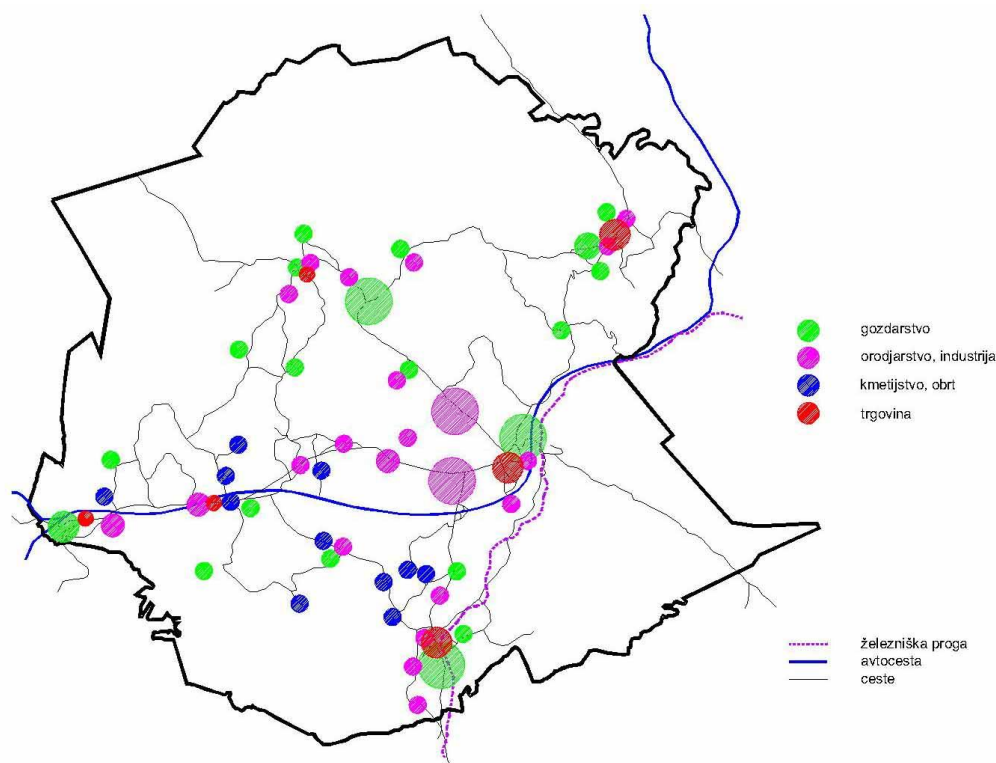 gozdarstvo
orodjarstvo, industrija
kmetijstvo, obrt
trgovina
železniška proga
avtocesta
ceste